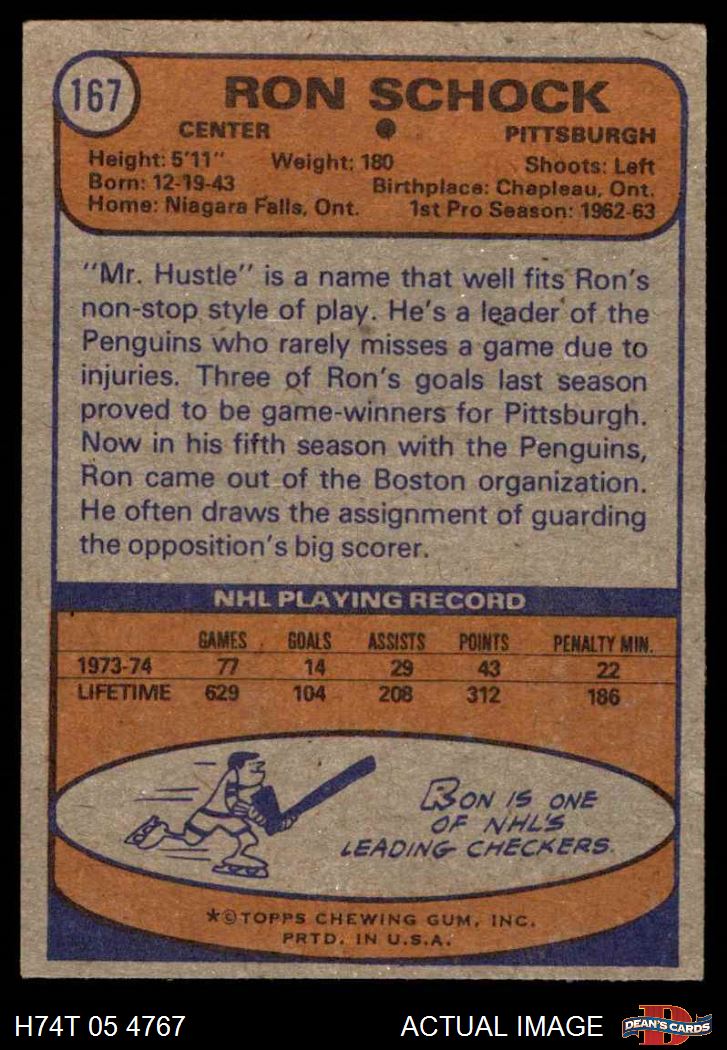 167
RON SCHOCK
CENTER ● PITTSBURGH
Height: 5'11" Weight: 180 Shoots: Left
Born: 12-19-43 Birthplace: Chapleau, Ont.
Home: Niagara Falls, Ont. 1st Pro Season: 1962-63
"Mr. Hustle" is a name that well fits Ron's
non-stop style of play. He's a leader of the
Penguins who rarely misses a game due to
injuries. Three of Ron's goals last season
proved to be game-winners for Pittsburgh.
Now in his fifth season with the Penguins,
Ron came out of the Boston organization.
He often draws the assignment of guarding
the opposition's big scorer.
NHL PLAYING RECORD
GAMES GOALS ASSISTS POINTS PENALTY MIN.
1973-74 77 14 29 43 22
LIFETIME 629 104 208 312 186
RON IS ONE
OF NHL'S
LEADING CHECKERS.
*©TOPPS CHEWING GUM, INC.
PRTD. IN U.S.A.
H74T 05 4767 ACTUAL IMAGE
D
DEAN'S CARDS